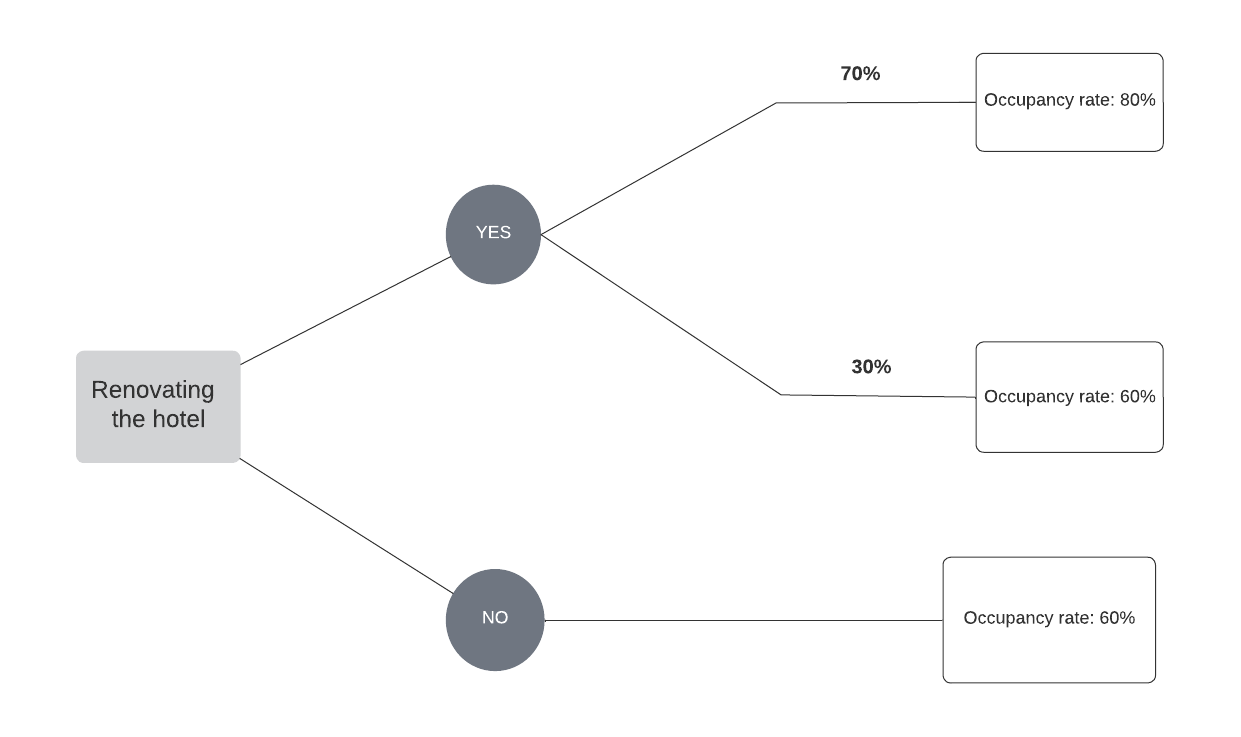 70%
Occupancy rate: 80%
YES
30%
Occupancy rate: 60%
Renovating
the hotel
NO
Occupancy rate: 60%